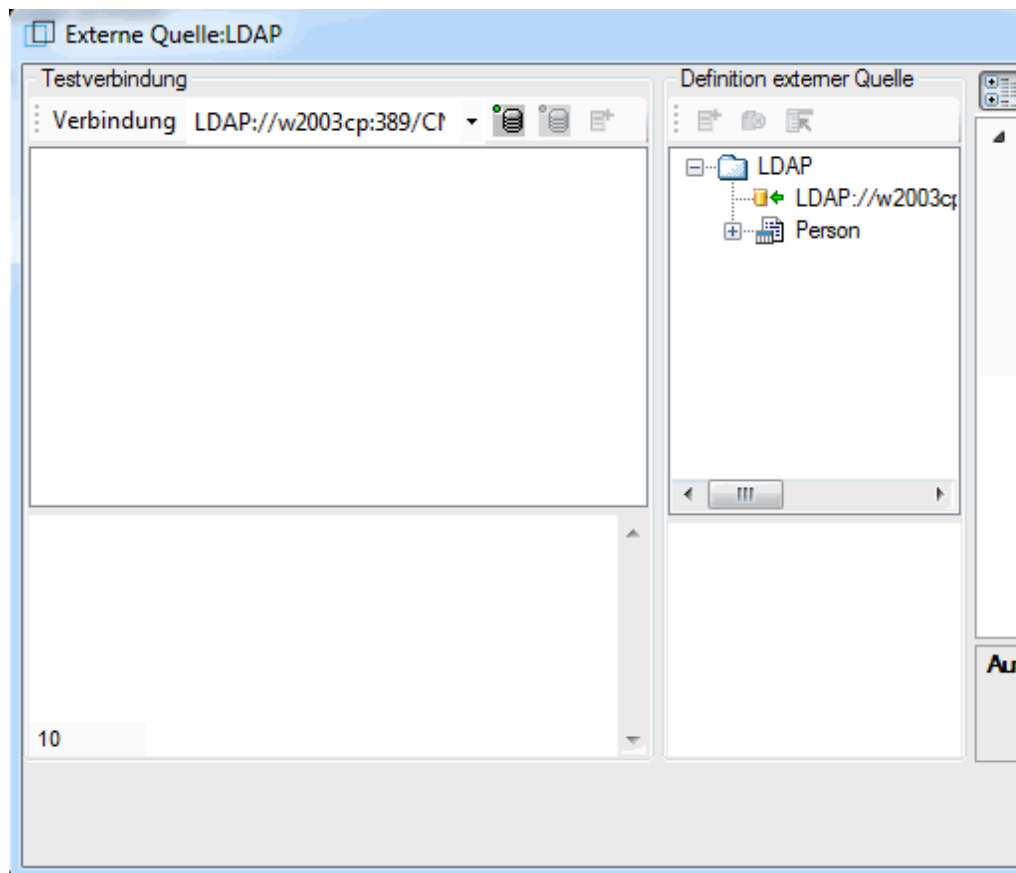 Externe Quelle:LDAP
Testverbindung
Verbindung LDAP://w2003cp:389/CN
10
Definition externer Quelle
LDAP
LDAP://w2003cp
Person
Au